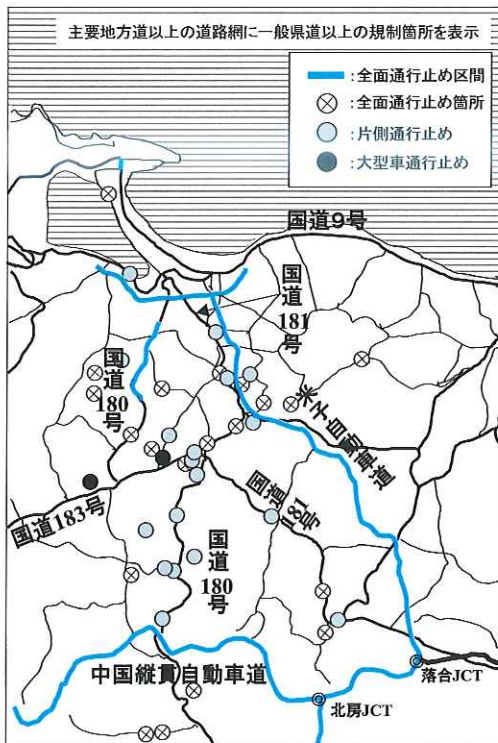 主要地方道以上の道路網に一般県道以上の規制箇所を表示
:全面通行止め区間
:全面通行止め箇所
:片側通行止め
:大型車通行止め
国道9号
国道181号
国道180号
米子自動車道
国道181号
国道183号
国道180号
中国縦貫自動車道
落合JCT
北房JCT